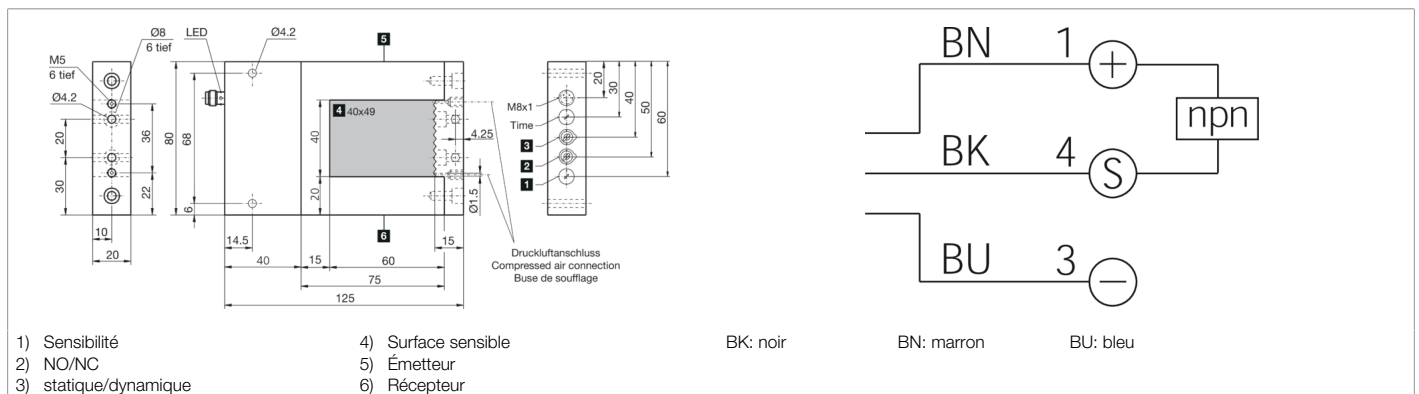 Ø8
6 tief
LED
Ø4.2
5
M5
6 tief
Ø4.2
20
30
36
22
10
20
80
68
6
4 40x49
40
20
4.25
Ø1.5
14.5
40
15
60
15
75
125
6
Druckluftanschluss
Compressed air connection
Buse de soufflage
M8x1
Time
3
2
1
20
30
40
50
60
BN 1 +
npn
BK 4 S
BU 3 −
1) Sensibilité
2) NO/NC
3) statique/dynamique
4) Surface sensible
5) Émetteur
6) Récepteur
BK: noir
BN: marron
BU: bleu